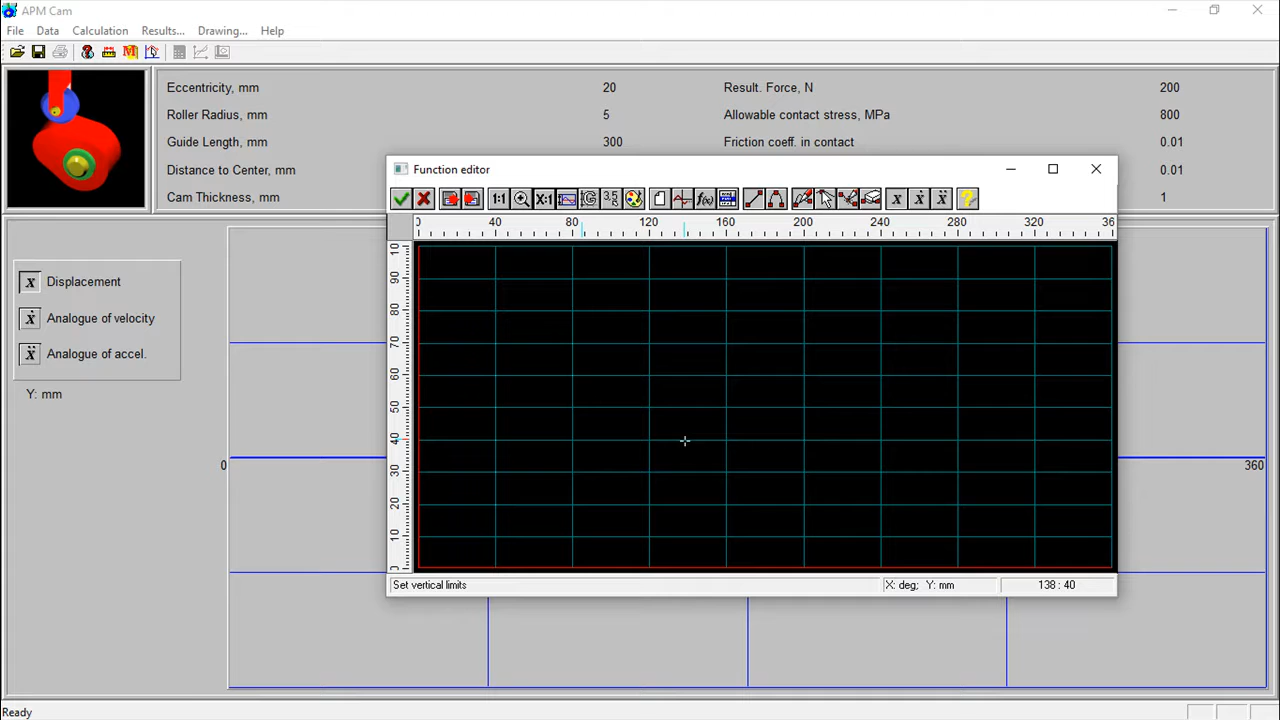 APM Cam
File Data Calculation Results... Drawing... Help
Eccentricity, mm 20 Result. Force, N 200
Roller Radius, mm 5 Allowable contact stress, MPa 800
Guide Length, mm 300 Friction coeff. in contact 0.01
Distance to Center, mm 0.01
Cam Thickness, mm 1
Function editor
1:1 X:1 3,5 f(x) x ẋ ẍ ?
0 40 80 120 160 200 240 280 320 36
10
90
80
70
60
50
40
30
20
10
0
x Displacement
ẋ Analogue of velocity
ẍ Analogue of accel.
Y: mm
0 360
Set vertical limits X: deg; Y: mm 138 : 40
Ready